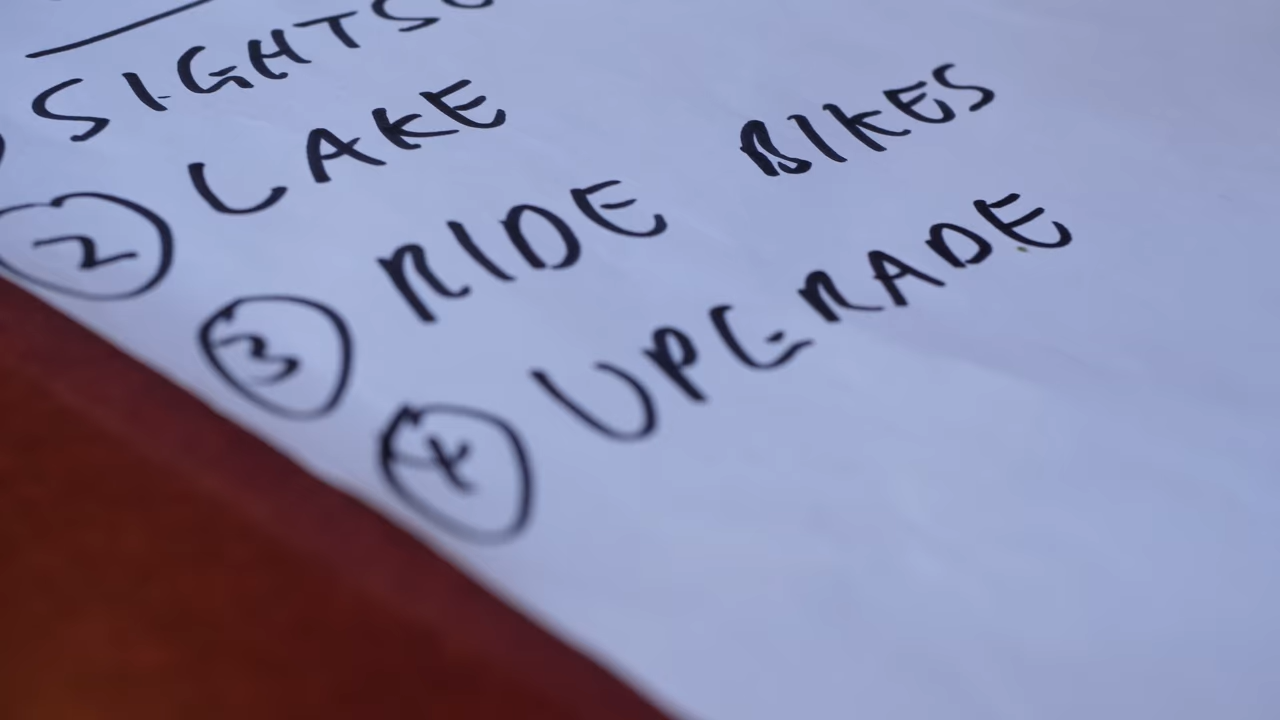 ② LAKE
③ RIDE BIKES
④ UPGRADE